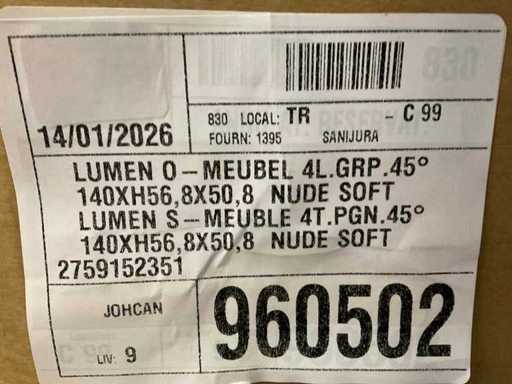 830 LOCAL: TR - C 99
14/01/2026
FOURN: 1395 SANIJURA
LUMEN O-MEUBEL 4L.GRP.45°
140XH56,8X50,8 NUDE SOFT
LUMEN S-MEUBLE 4T.PGN.45°
140XH56,8X50,8 NUDE SOFT
2759152351
JOHCAN
960502
LIV: 9